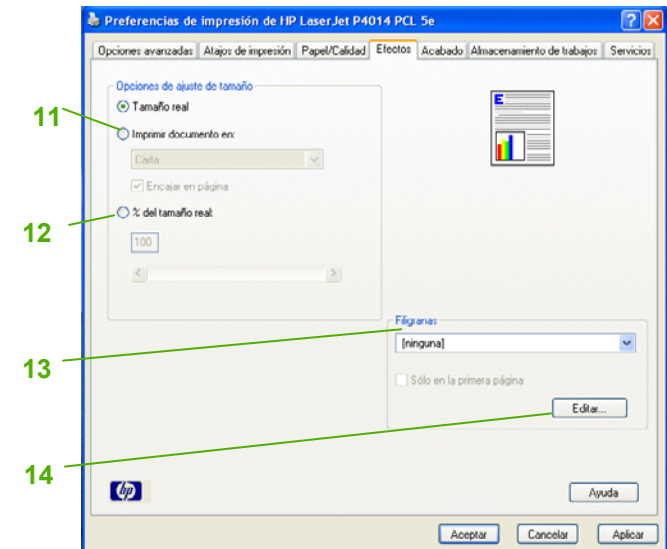 Preferencias de impresión de HP LaserJet P4014 PCL 5e
Opciones avanzadas Atajos de impresión Papel/Calidad Efectos Acabado Almacenamiento de trabajos Servicios
Opciones de ajuste de tamaño
Tamaño real
11
Imprimir documento en:
Carta
Encajar en página
12
% del tamaño real:
100
E
Filigranas
13
[ninguna]
Sólo en la primera página
Editar...
14
hp
Ayuda
Aceptar Cancelar Aplicar